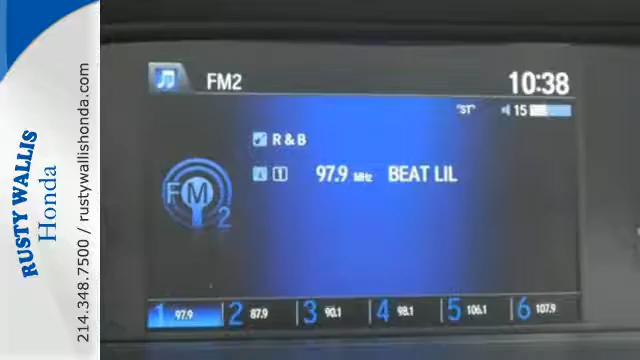 RUSTY WALLIS
Honda
214.348.7500 / rustywallishonda.com
FM2 10:38
"ST" 15
R & B
1 97.9 MHz BEAT LIL
FM 2
1 97.9 2 87.9 3 90.1 4 98.1 5 106.1 6 107.9